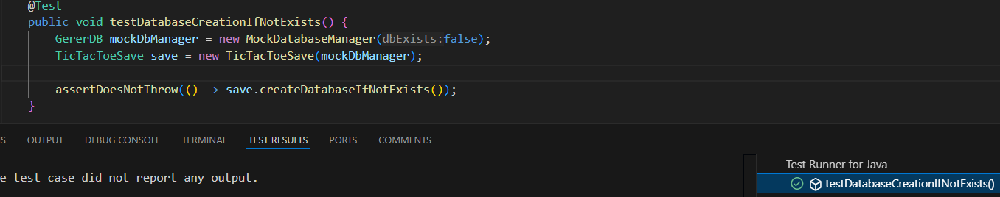 @Test
public void testDatabaseCreationIfNotExists() {
GererDB mockDbManager = new MockDatabaseManager(dbExists:false);
TicTacToeSave save = new TicTacToeSave(mockDbManager);
assertDoesNotThrow(() -> save.createDatabaseIfNotExists());
}
S OUTPUT DEBUG CONSOLE TERMINAL TEST RESULTS PORTS COMMENTS
Test Runner for Java
e test case did not report any output.
testDatabaseCreationIfNotExists()